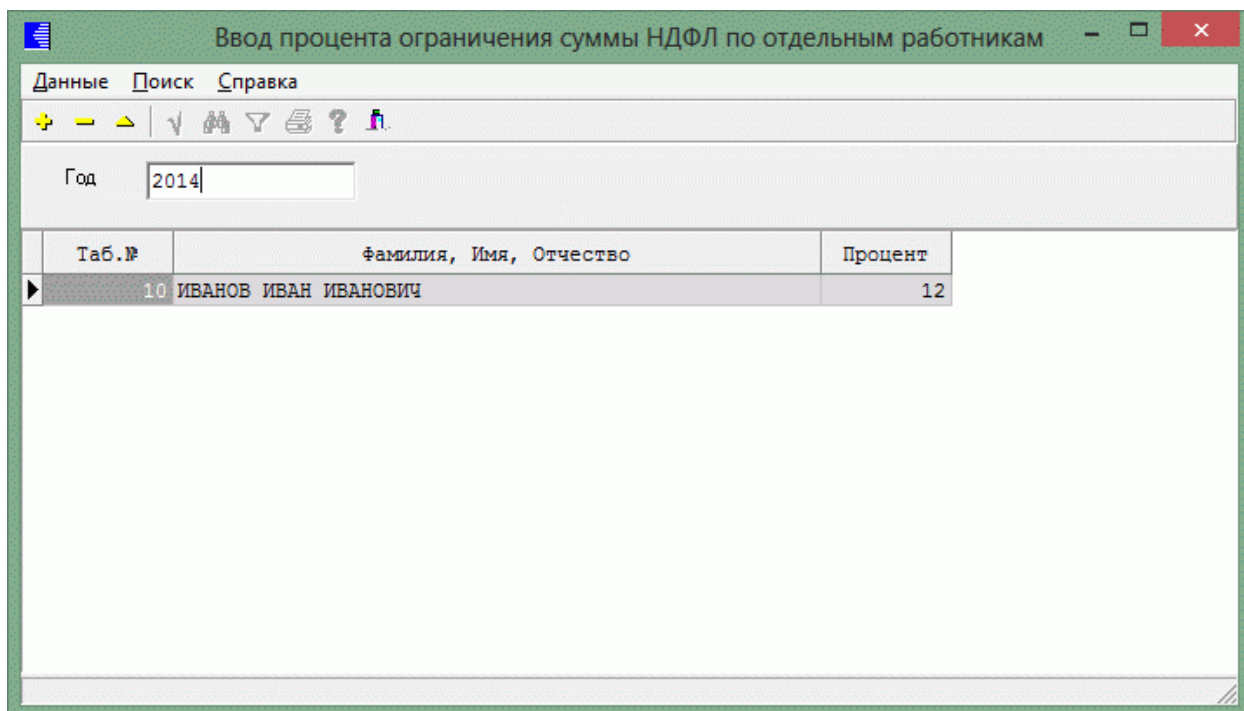 Ввод процента ограничения суммы НДФЛ по отдельным работникам
Данные Поиск Справка
Год 2014
Таб.№ Фамилия, Имя, Отчество Процент
10 ИВАНОВ ИВАН ИВАНОВИЧ 12